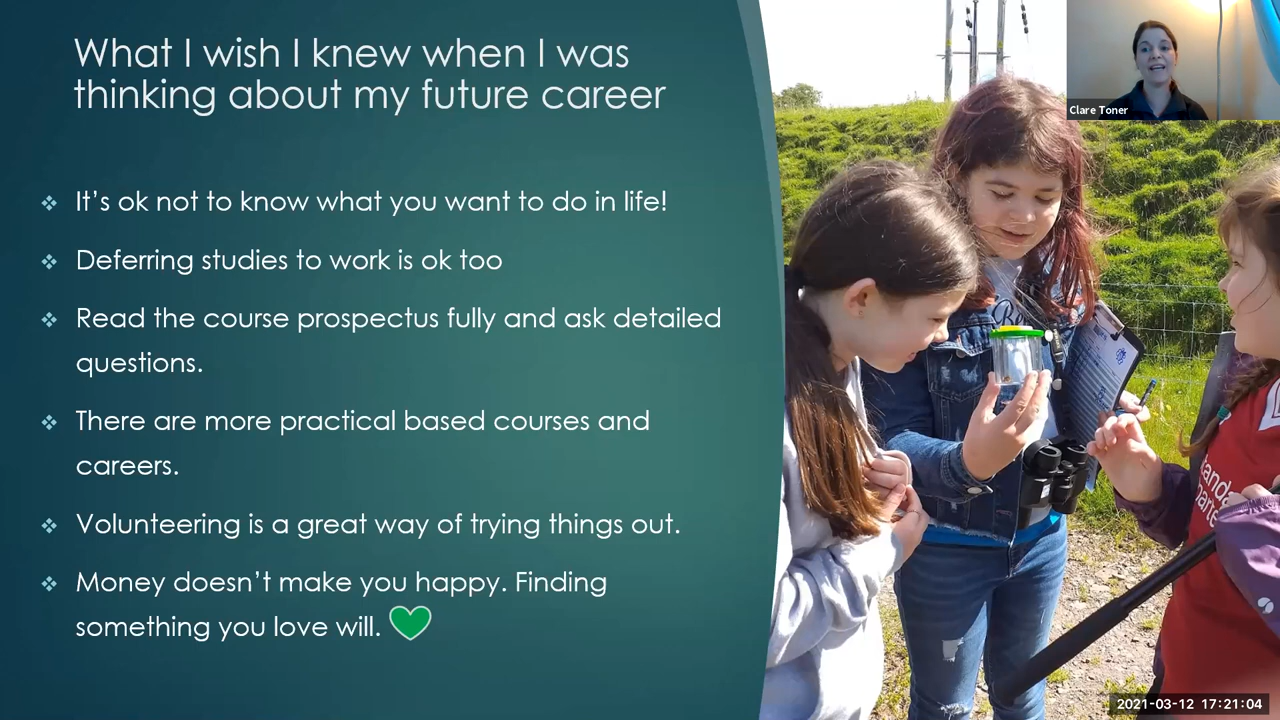 What I wish I knew when I was
thinking about my future career
It's ok not to know what you want to do in life!
Deferring studies to work is ok too
Read the course prospectus fully and ask detailed
questions.
There are more practical based courses and
careers.
Volunteering is a great way of trying things out.
Money doesn't make you happy. Finding
something you love will.
Clare Toner
2021-03-12 17:21:04